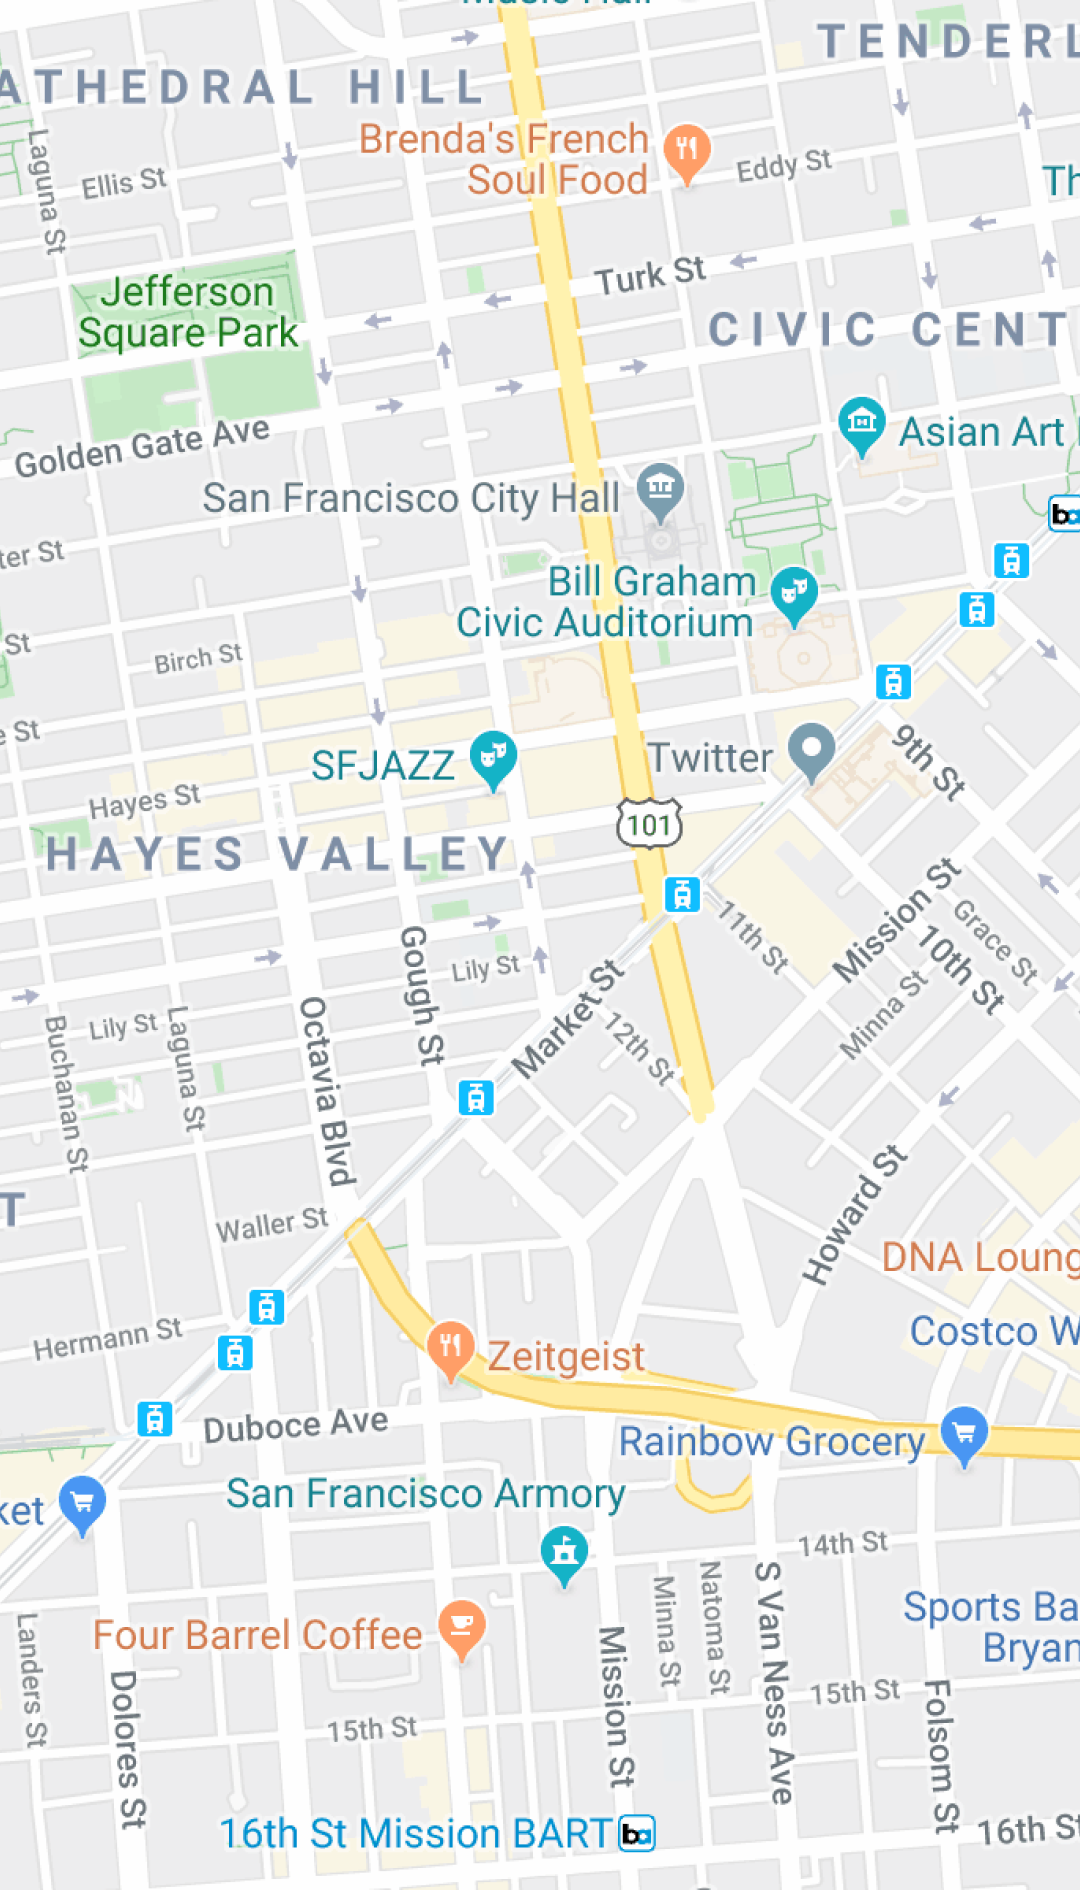 Music Hall
TENDERL
ATHEDRAL HILL
Brenda's French
Soul Food
Eddy St
Laguna St
Ellis St
Th
Turk St
Jefferson
Square Park
CIVIC CENT
Golden Gate Ave
Asian Art
San Francisco City Hall
ba
ter St
Bill Graham
Civic Auditorium
St
Birch St
e St
SFJAZZ
Twitter
9th St
Hayes St
101
HAYES VALLEY
Mission St
11th St
Grace St
10th St
Gough St
Lily St
Market St
Minna St
Octavia Blvd
Lily St
Laguna St
Buchanan St
12th St
Howard St
T
Waller St
DNA Loung
Costco W
Hermann St
Zeitgeist
Duboce Ave
Rainbow Grocery
San Francisco Armory
ket
14th St
S Van Ness Ave
Natoma St
Minna St
Sports Ba
Bryan
Four Barrel Coffee
Landers St
Dolores St
Mission St
15th St
Folsom St
15th St
16th St Mission BART
ba
16th St